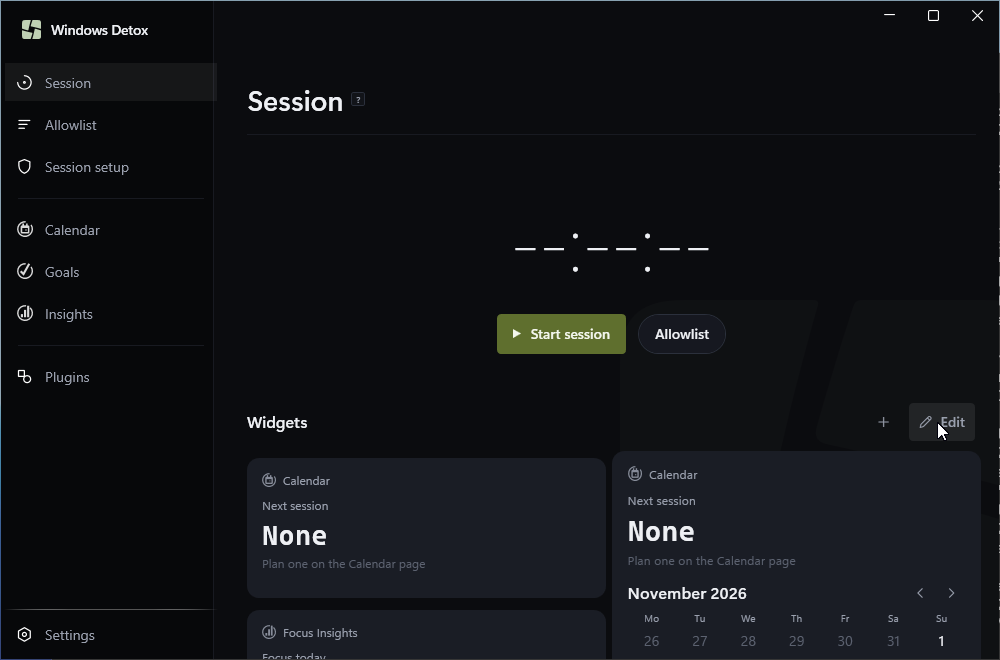 Windows Detox
Session
Allowlist
Session setup
Calendar
Goals
Insights
Plugins
Settings
Session ?
--:--:--
Start session
Allowlist
Widgets
+ Edit
Calendar
Next session
None
Plan one on the Calendar page
Focus Insights
Focus today
Calendar
Next session
None
Plan one on the Calendar page
November 2026
Mo Tu We Th Fr Sa Su
26 27 28 29 30 31 1